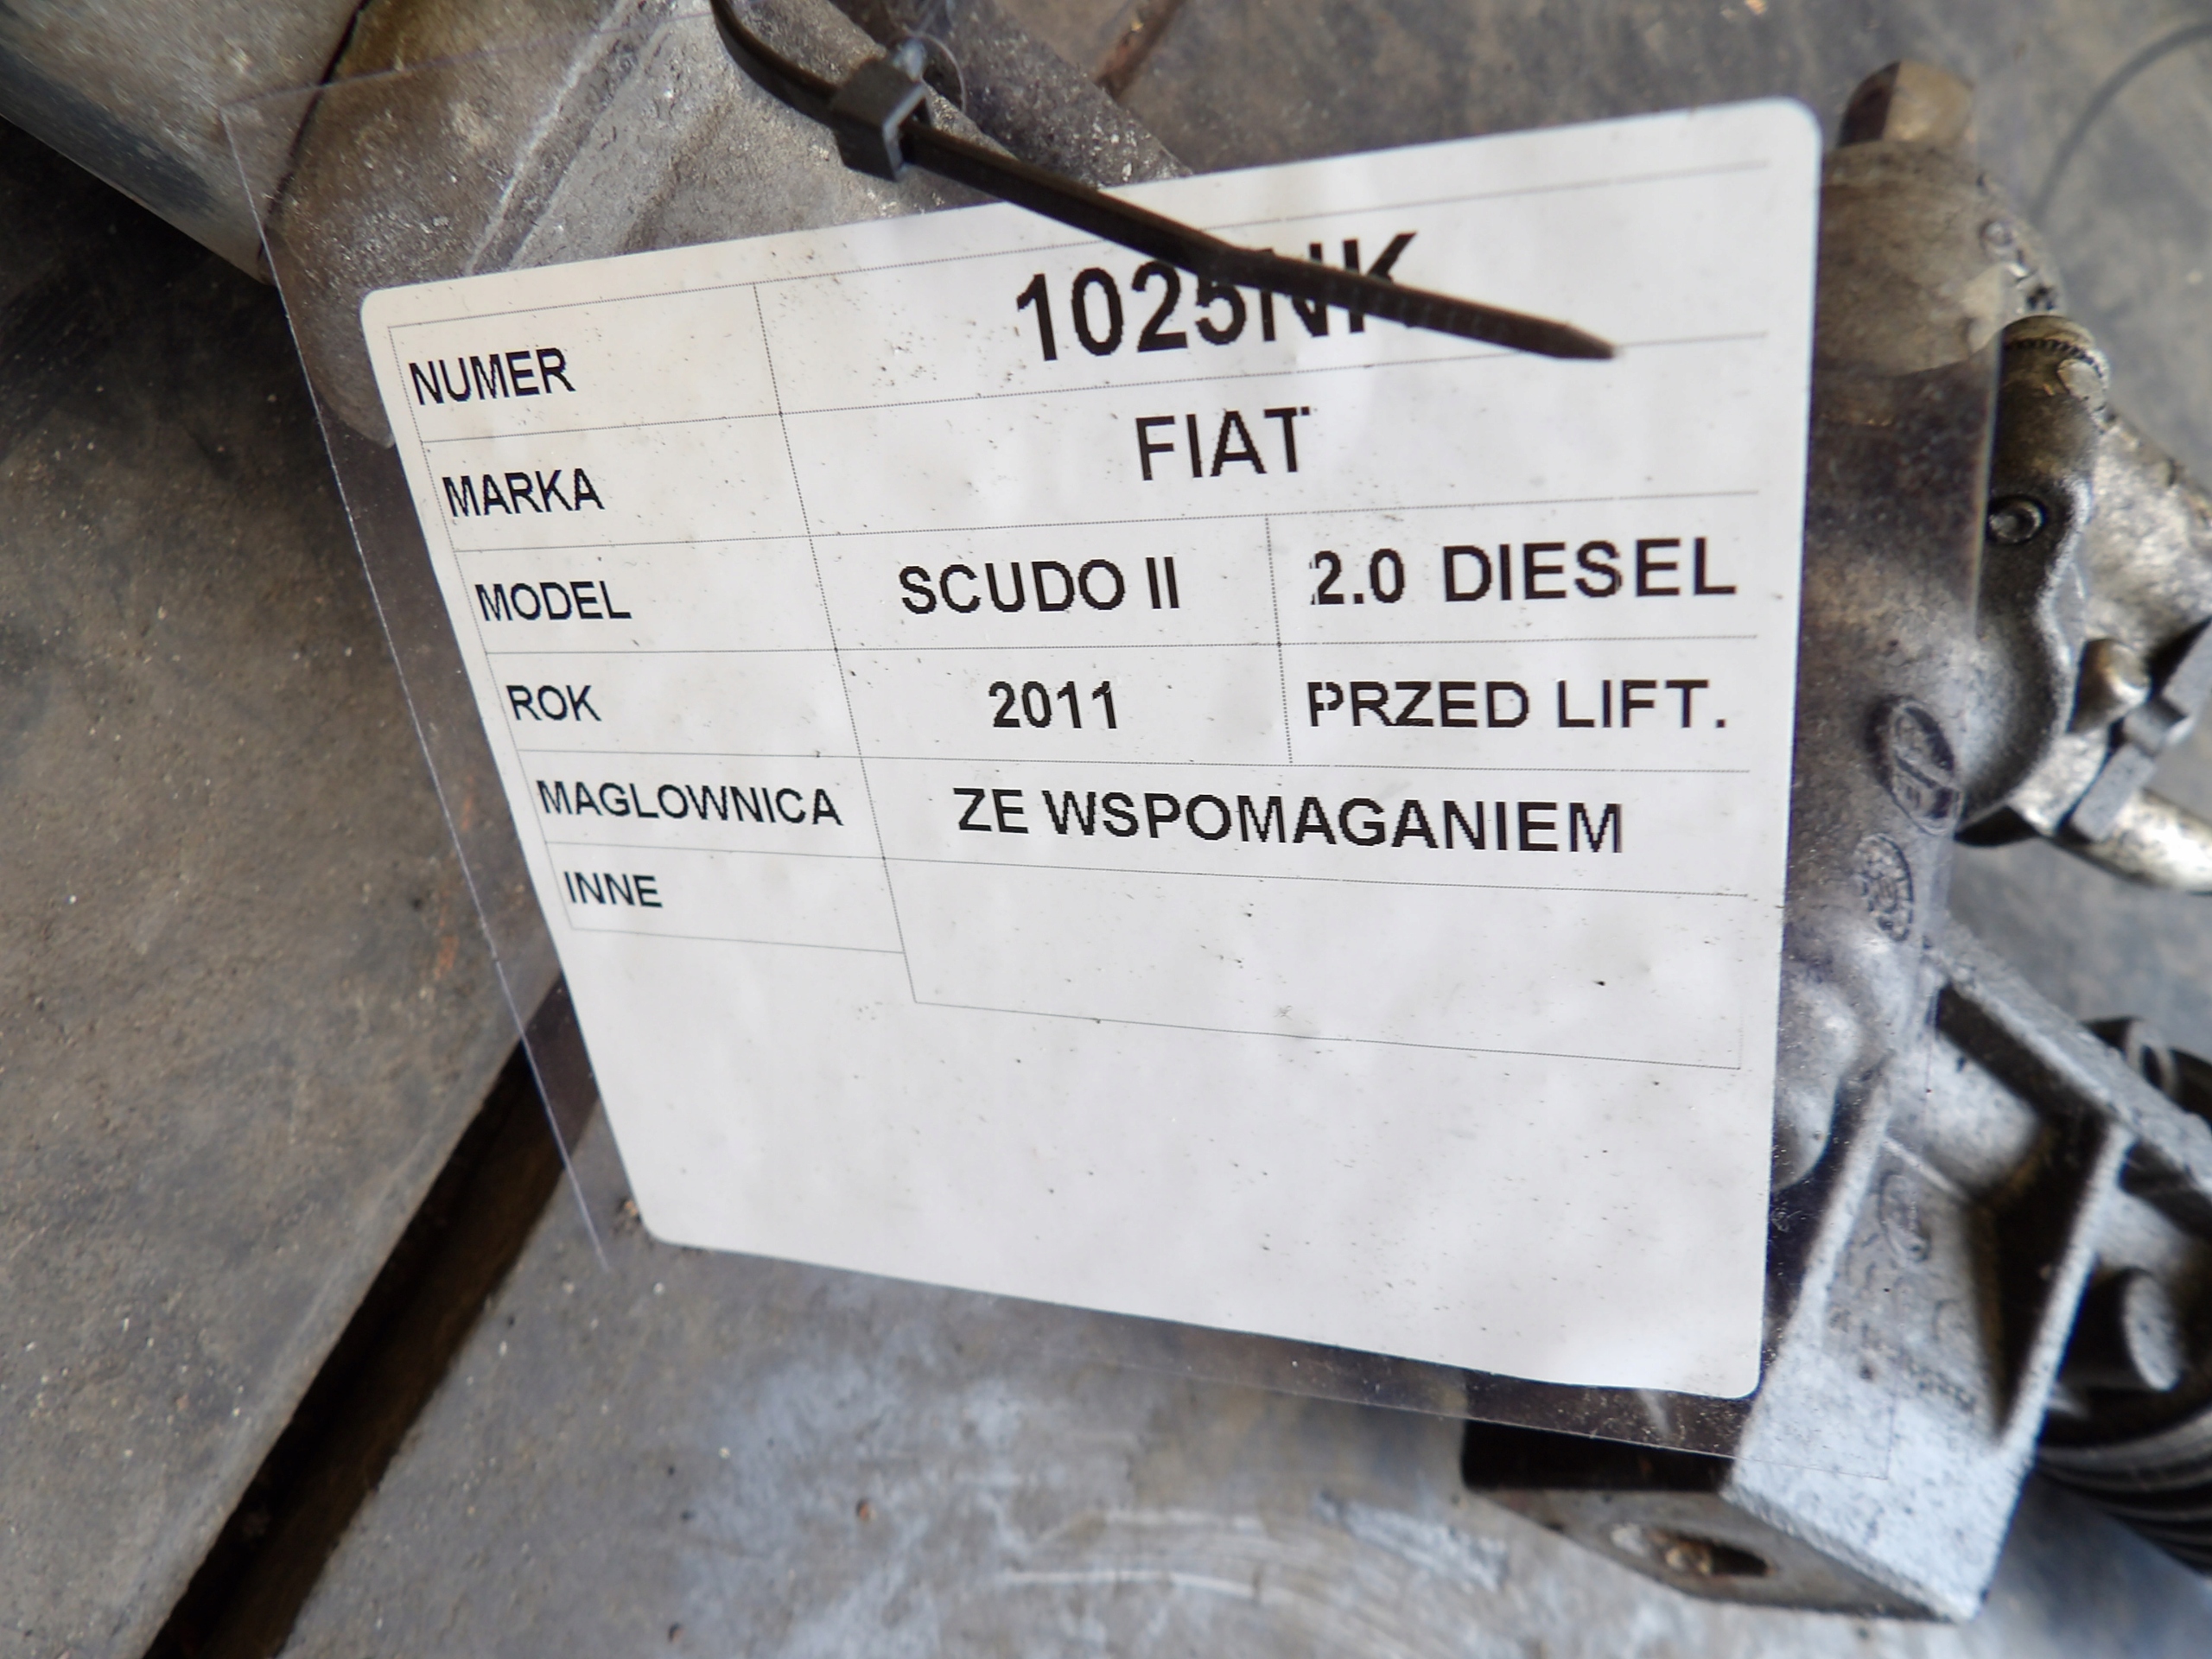 NUMER 1025NK
MARKA FIAT
MODEL SCUDO II 2.0 DIESEL
ROK 2011 PRZED LIFT.
MAGLOWNICA ZE WSPOMAGANIEM
INNE